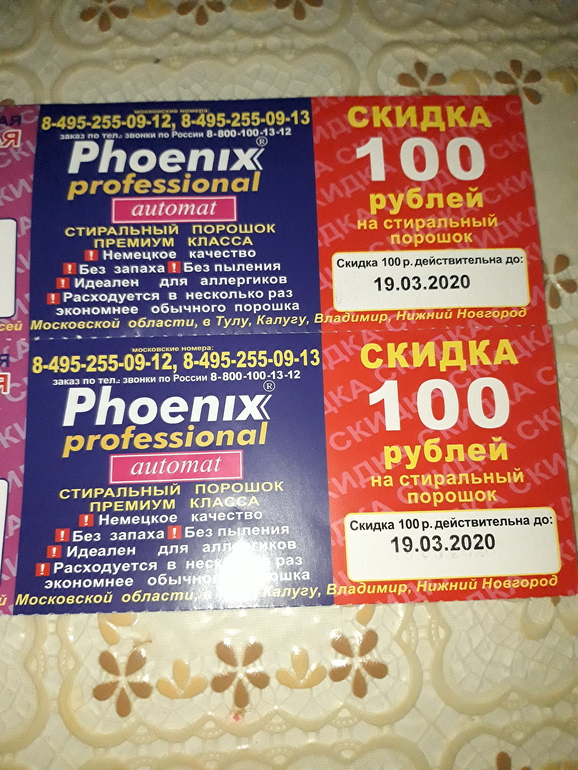 московские номера:
8-495-255-09-12, 8-495-255-09-13
заказ по тел.: звонки по России 8-800-100-13-12
Phoenix®
professional
automat
СТИРАЛЬНЫЙ ПОРОШОК
ПРЕМИУМ КЛАССА
! Немецкое качество
! Без запаха ! Без пыления
! Идеален для аллергиков
! Расходуется в несколько раз
экономнее обычного порошка
СКИДКА
100
рублей
на стиральный
порошок
Скидка 100 р. действительна до:
19.03.2020
сей Московской области, в Тулу, Калугу, Владимир, Нижний Новгород
московские номера:
8-495-255-09-12, 8-495-255-09-13
заказ по тел.: звонки по России 8-800-100-13-12
Phoenix®
professional
automat
СТИРАЛЬНЫЙ ПОРОШОК
ПРЕМИУМ КЛАССА
! Немецкое качество
! Без запаха ! Без пыления
! Идеален для аллергиков
! Расходуется в несколько раз
экономнее обычного порошка
СКИДКА
100
рублей
на стиральный
порошок
Скидка 100 р. действительна до:
19.03.2020
й Московской области, в Калугу, Владимир, Нижний Новгород